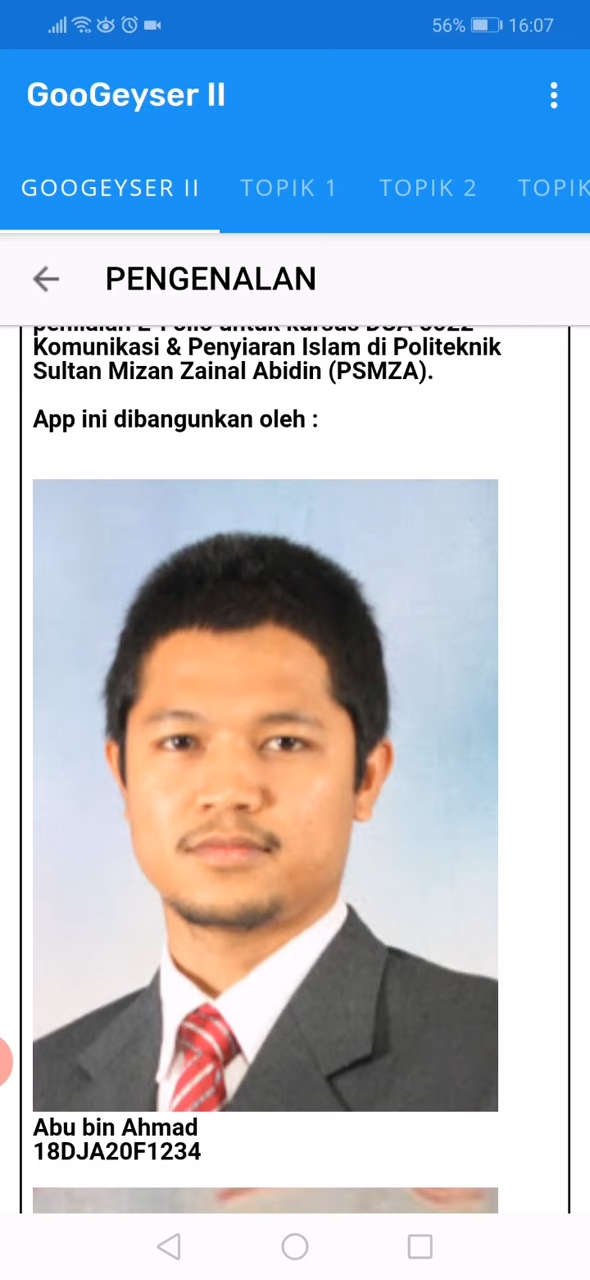 56% 16:07
GooGeyser II
GOOGEYSER II TOPIK 1 TOPIK 2 TOPIK
PENGENALAN
Komunikasi & Penyiaran Islam di Politeknik
Sultan Mizan Zainal Abidin (PSMZA).
App ini dibangunkan oleh :
Abu bin Ahmad
18DJA20F1234